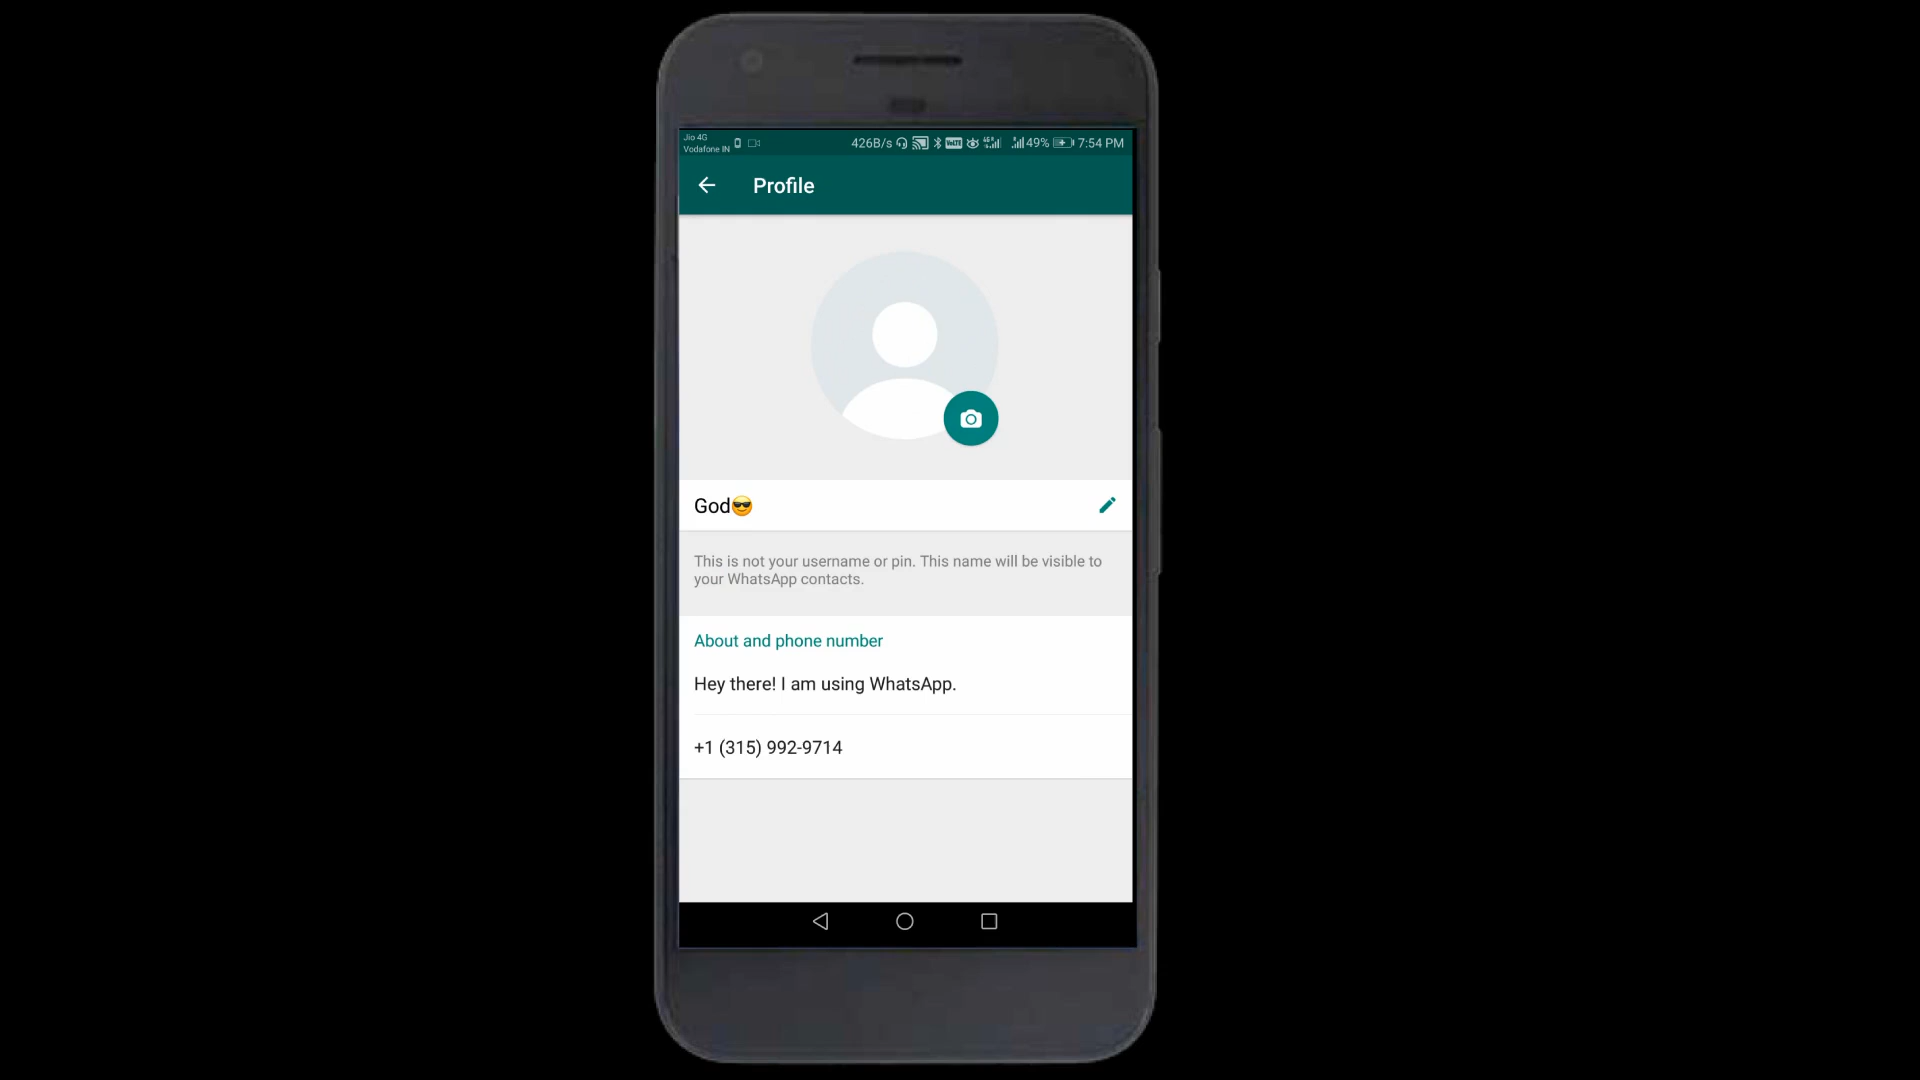 Jio 4G
Vodafone IN
426B/s
49%
7:54 PM
Profile
God😎
This is not your username or pin. This name will be visible to
your WhatsApp contacts.
About and phone number
Hey there! I am using WhatsApp.
+1 (315) 992-9714